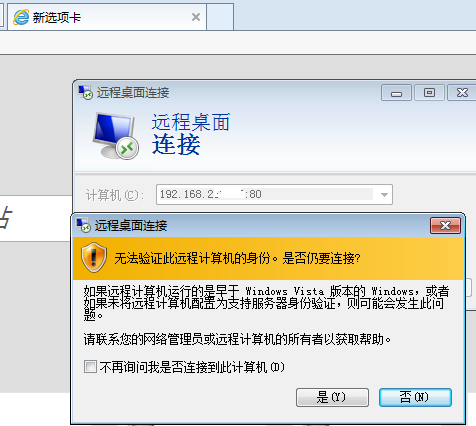 新选项卡
远程桌面连接
远程桌面
连接
计算机(C): 192.168.2. :80
站
远程桌面连接
无法验证此远程计算机的身份。是否仍要连接?
如果远程计算机运行的是早于 Windows Vista 版本的 Windows，或者
如果未将远程计算机配置为支持服务器身份验证，则可能会发生此问
题。
请联系您的网络管理员或远程计算机的所有者以获取帮助。
不再询问我是否连接到此计算机(D)
是(Y) 否(N)